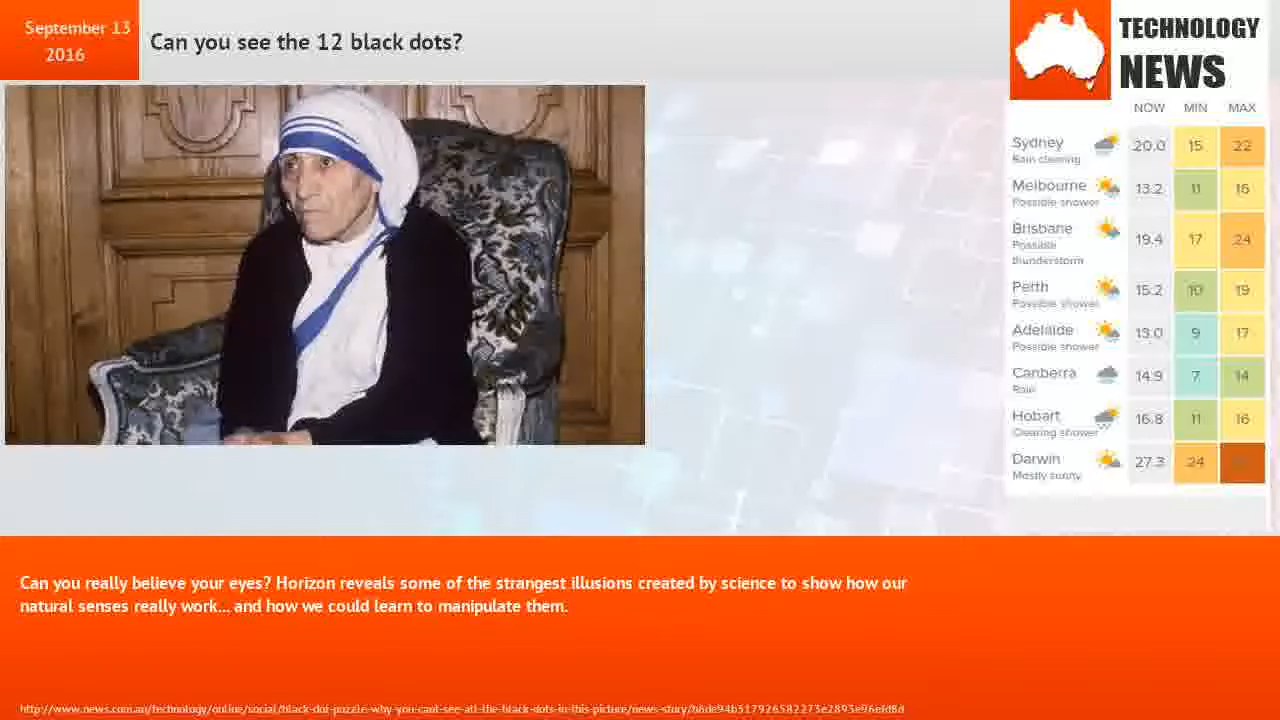 September 13
2016
Can you see the 12 black dots?
TECHNOLOGY
NEWS
NOW MIN MAX
Sydney 20.0 15 22
Rain clearing
Melbourne 13.2 11 16
Possible shower
Brisbane 19.4 17 24
Possible
thunderstorm
Perth 15.2 10 19
Possible shower
Adelaide 13.0 9 17
Possible shower
Canberra 14.9 7 14
Rain
Hobart 16.8 11 16
Clearing shower
Darwin 27.3 24
Mostly sunny
Can you really believe your eyes? Horizon reveals some of the strangest illusions created by science to show how our
natural senses really work... and how we could learn to manipulate them.